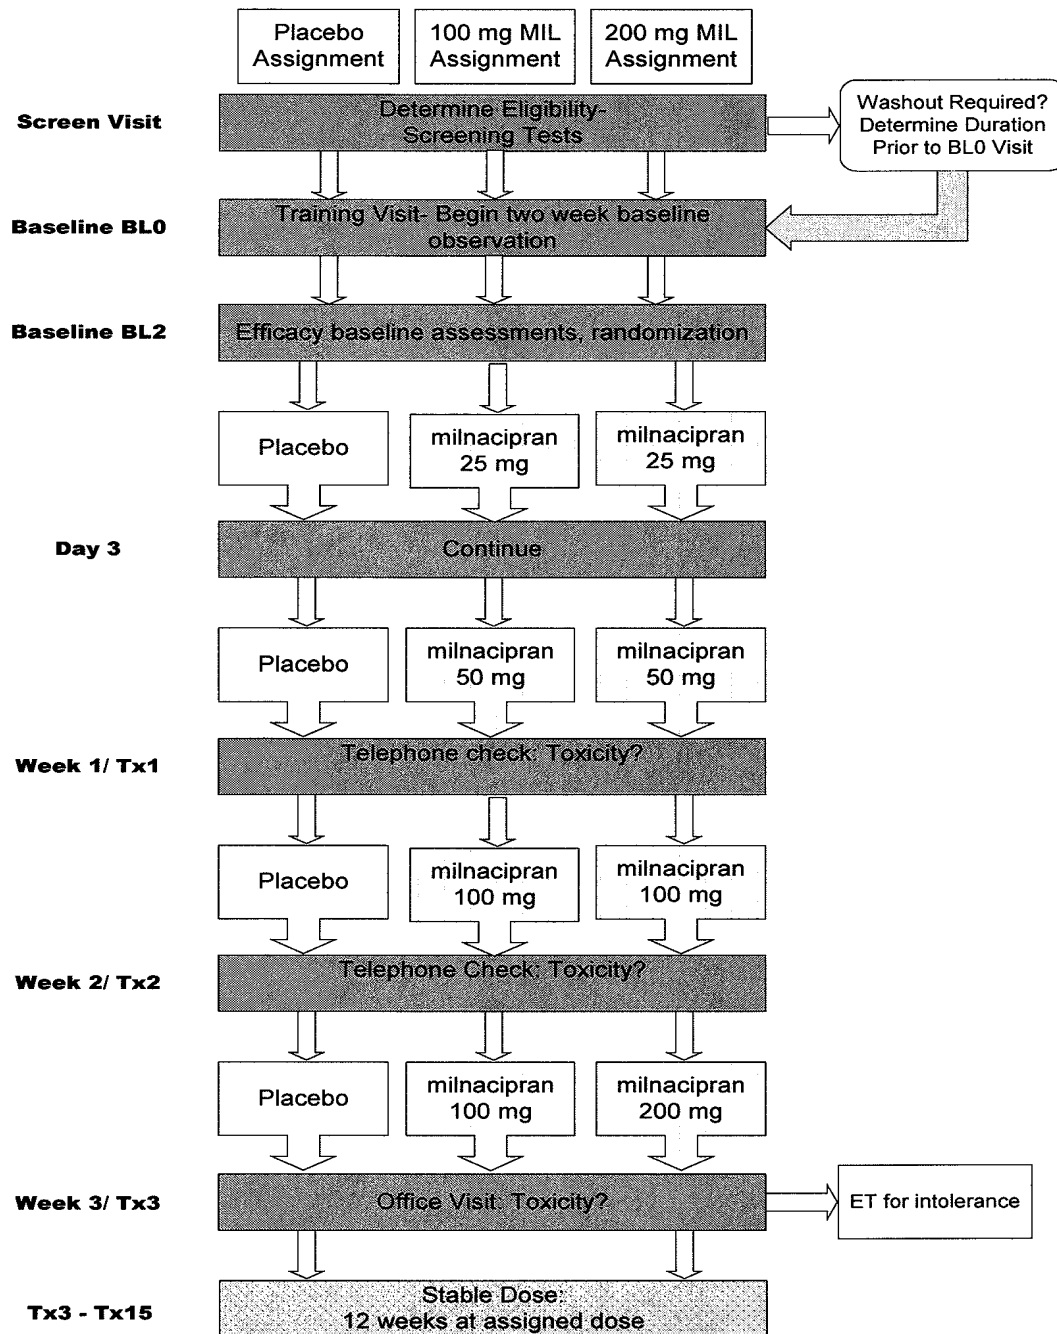 Placebo
Assignment
100 mg MIL
Assignment
200 mg MIL
Assignment
Screen Visit
Determine Eligibility-
Screening Tests
Washout Required?
Determine Duration
Prior to BL0 Visit
Baseline BL0
Training Visit- Begin two week baseline
observation
Baseline BL2
Efficacy baseline assessments, randomization
Placebo
milnacipran
25 mg
milnacipran
25 mg
Day 3
Continue
Placebo
milnacipran
50 mg
milnacipran
50 mg
Week 1/ Tx1
Telephone check: Toxicity?
Placebo
milnacipran
100 mg
milnacipran
100 mg
Week 2/ Tx2
Telephone Check: Toxicity?
Placebo
milnacipran
100 mg
milnacipran
200 mg
Week 3/ Tx3
Office Visit: Toxicity?
ET for intolerance
Tx3 - Tx15
Stable Dose:
12 weeks at assigned dose